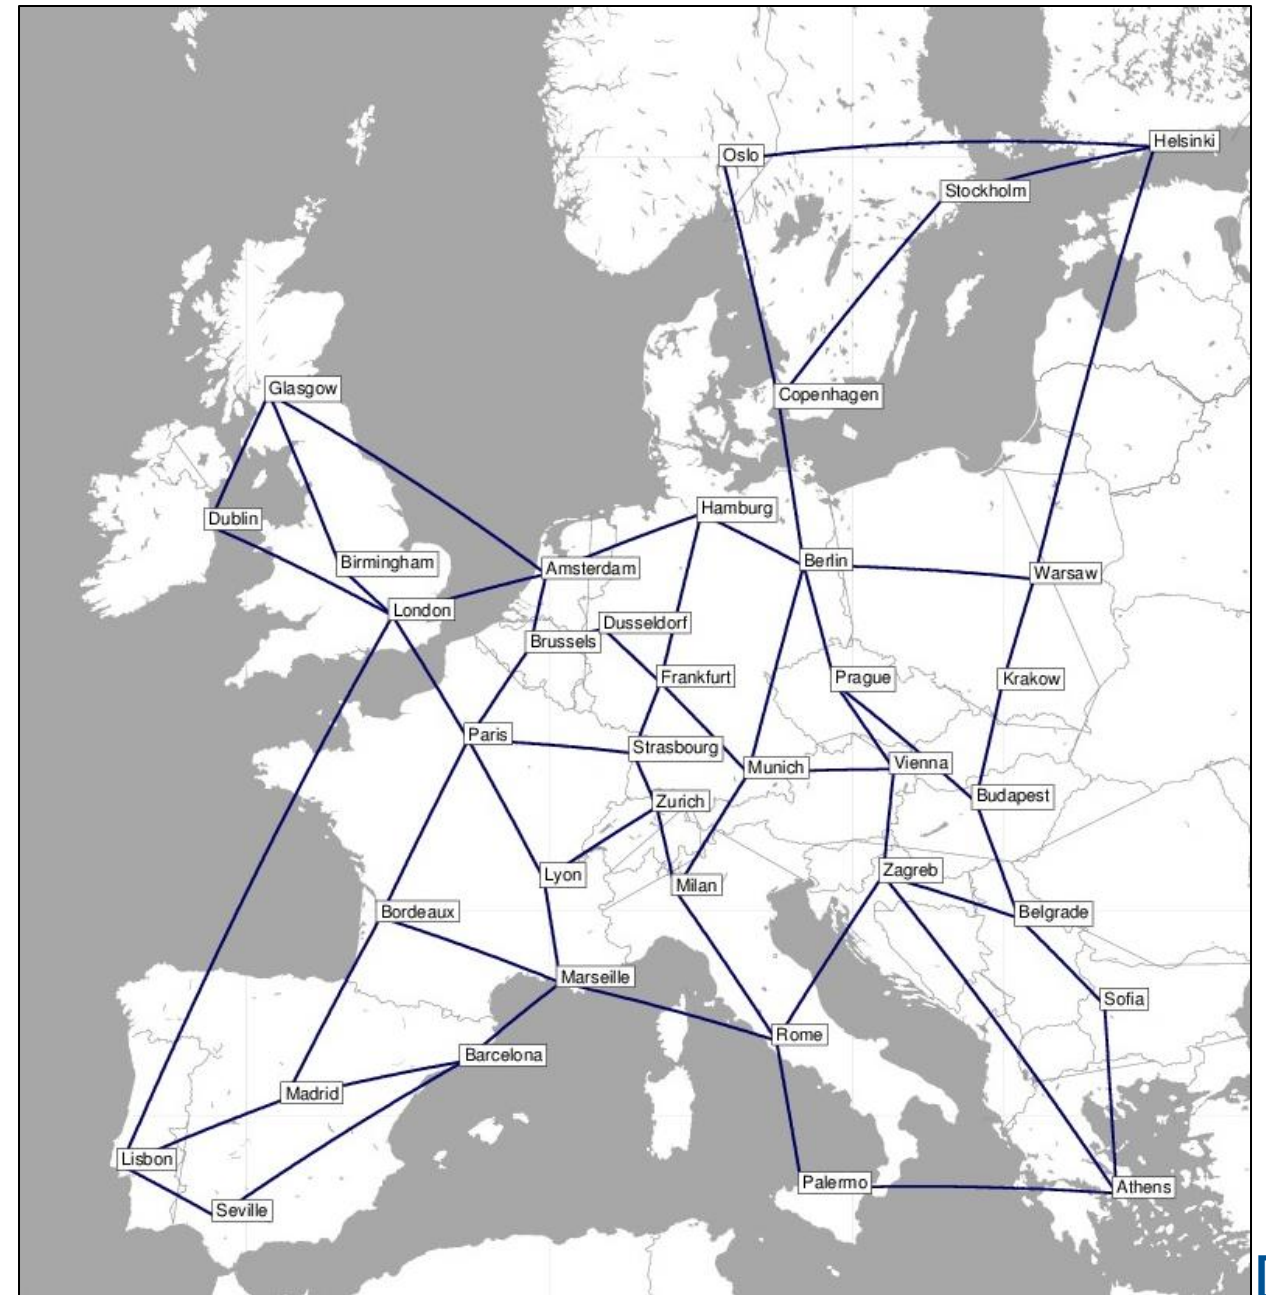 Oslo
Helsinki
Stockholm
Glasgow
Copenhagen
Hamburg
Dublin
Birmingham
Amsterdam
Berlin
Warsaw
London
Dusseldorf
Brussels
Frankfurt
Prague
Krakow
Paris
Strasbourg
Munich
Vienna
Zurich
Budapest
Lyon
Milan
Zagreb
Bordeaux
Belgrade
Marseille
Sofia
Rome
Barcelona
Madrid
Lisbon
Palermo
Athens
Seville